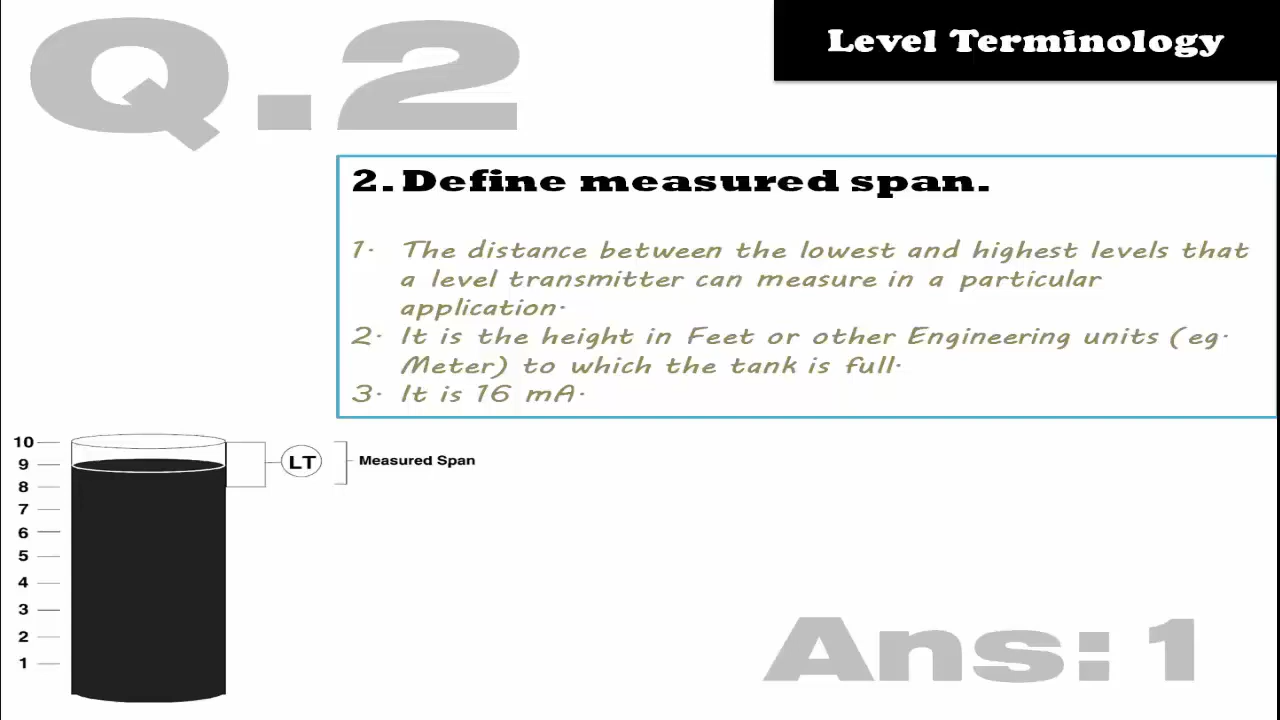 Q.2
Level Terminology
2. Define measured span.
1. The distance between the lowest and highest levels that
a level transmitter can measure in a particular
application.
2. It is the height in Feet or other Engineering units (eg.
Meter) to which the tank is full.
3. It is 16 mA.
10
9
8
7
6
5
4
3
2
1
LT
Measured Span
Ans: 1